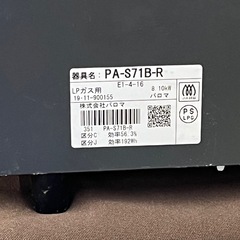 器具名: PA-S71B-R
E1-4-16
LPガス用 8.10kW
19·11-900155 パロマ
株式会社パロマ
351 PA-S71B-R
区分C 効率56.3%
区分J 効率192Wh
PS
LPG